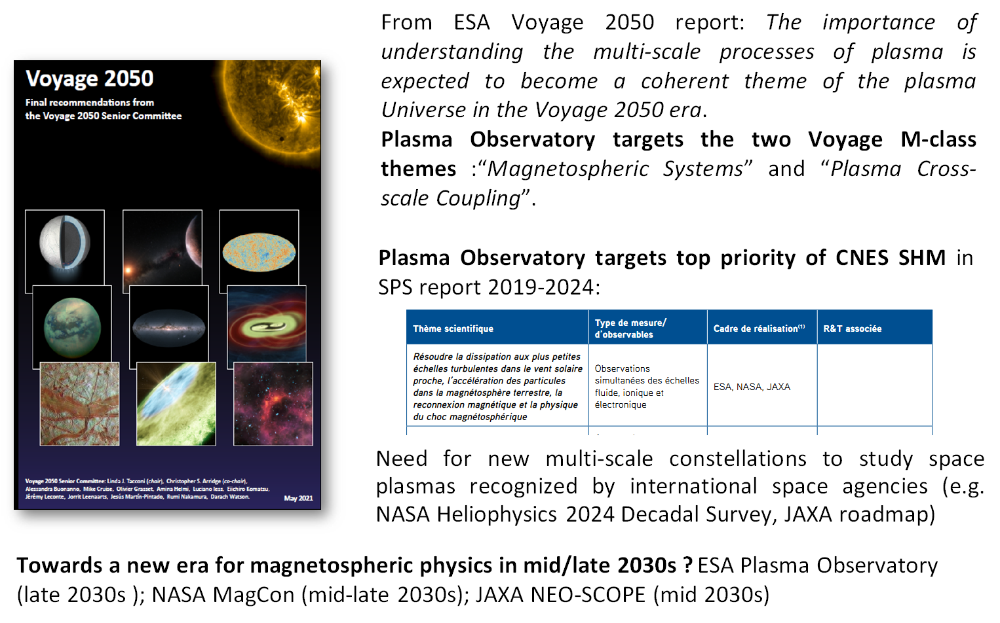 Voyage 2050
Final recommendations from
the Voyage 2050 Senior Committee
Voyage 2050 Senior Committee: Linda J. Tacconi (chair), Christopher S. Arridge (co-chair),
Alessandra Buonanno, Mike Cruise, Olivier Grasset, Amina Helmi, Luciano Iess, Eiichiro Komatsu,
Jérémy Leconte, Jorrit Leenaarts, Jesús Martín-Pintado, Rumi Nakamura, Darach Watson.
May 2021
From ESA Voyage 2050 report: The importance of
understanding the multi-scale processes of plasma is
expected to become a coherent theme of the plasma
Universe in the Voyage 2050 era.
Plasma Observatory targets the two Voyage M-class
themes :“Magnetospheric Systems” and “Plasma Cross-
scale Coupling”.
Plasma Observatory targets top priority of CNES SHM in
SPS report 2019-2024:
Thème scientifique
Type de mesure/
d'observables
Cadre de réalisation(1)
R&T associée
Résoudre la dissipation aux plus petites
échelles turbulentes dans le vent solaire
proche, l'accélération des particules
dans la magnétosphère terrestre, la
reconnexion magnétique et la physique
du choc magnétosphérique
Observations
simultanées des échelles
fluide, ionique et
électronique
ESA, NASA, JAXA
Need for new multi-scale constellations to study space
plasmas recognized by international space agencies (e.g.
NASA Heliophysics 2024 Decadal Survey, JAXA roadmap)
Towards a new era for magnetospheric physics in mid/late 2030s ? ESA Plasma Observatory
(late 2030s ); NASA MagCon (mid-late 2030s); JAXA NEO-SCOPE (mid 2030s)